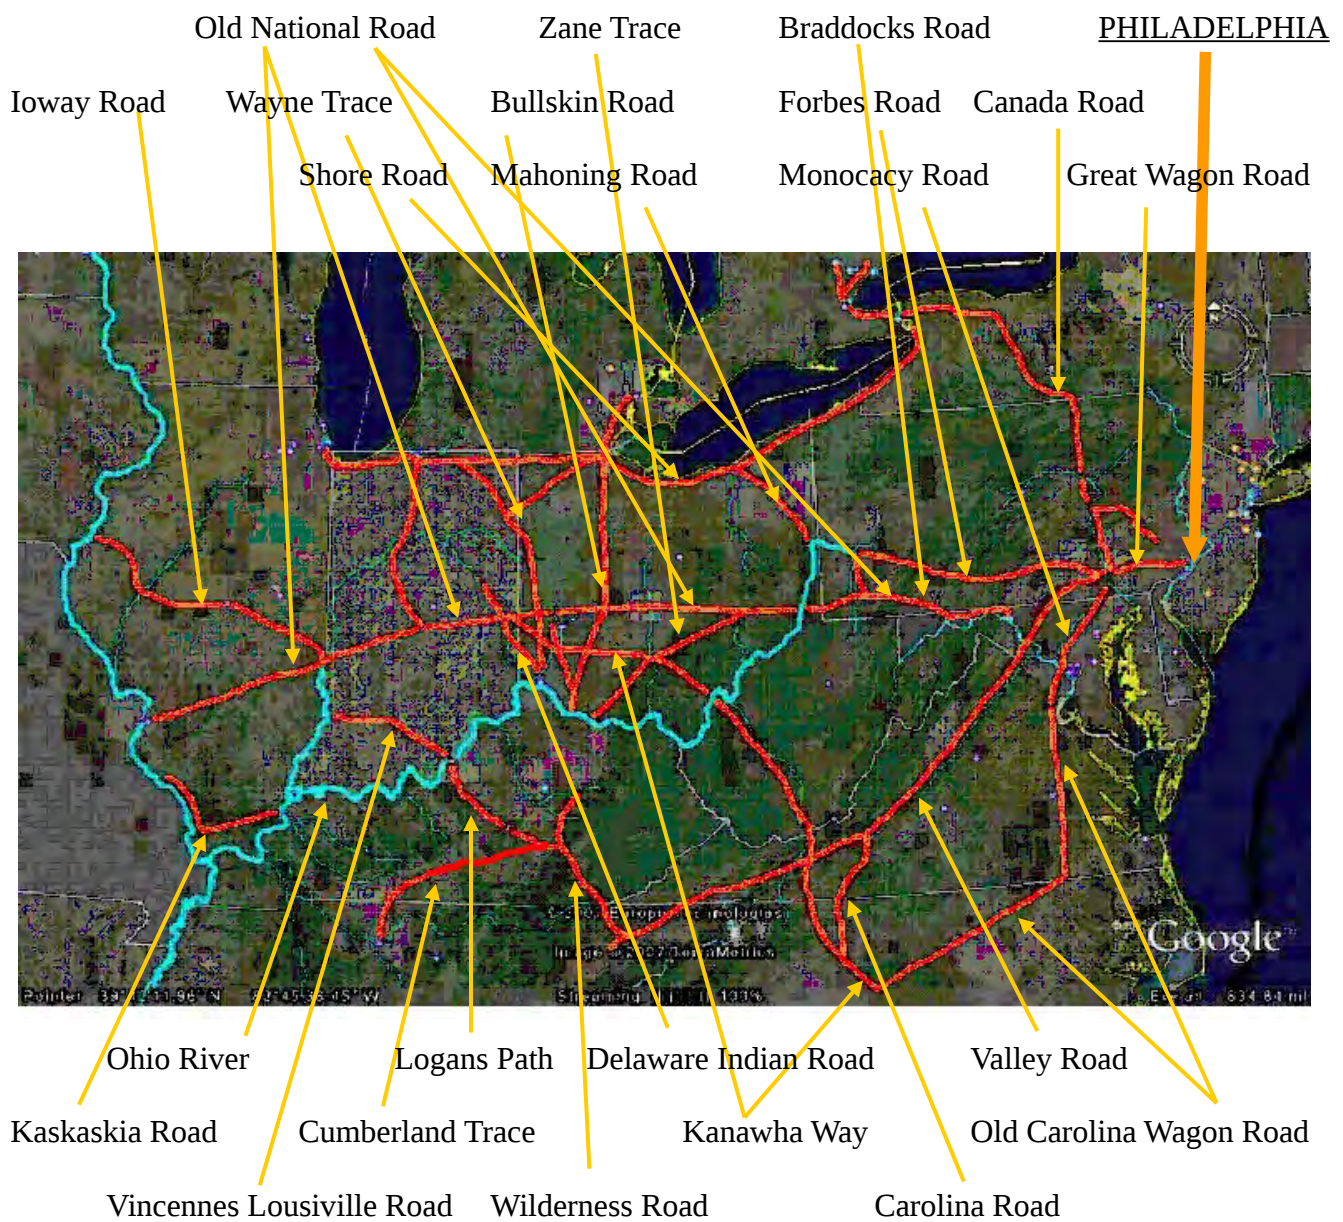 Old National Road Zane Trace Braddocks Road PHILADELPHIA
Ioway Road Wayne Trace Bullskin Road Forbes Road Canada Road
Shore Road Mahoning Road Monocacy Road Great Wagon Road
Google
Streaming 100%
Ohio River Logans Path Delaware Indian Road Valley Road
Kaskaskia Road Cumberland Trace Kanawha Way Old Carolina Wagon Road
Vincennes Lousiville Road Wilderness Road Carolina Road